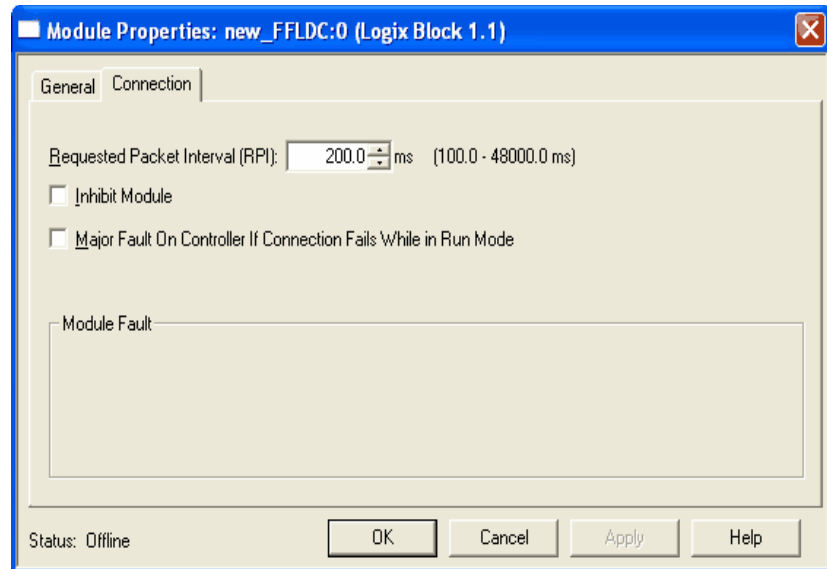 Module Properties: new_FFLDC:0 (Logix Block 1.1)
General Connection
Requested Packet Interval (RPI): 200.0 ms (100.0 - 48000.0 ms)
Inhibit Module
Major Fault On Controller If Connection Fails While in Run Mode
Module Fault
Status: Offline OK Cancel Apply Help